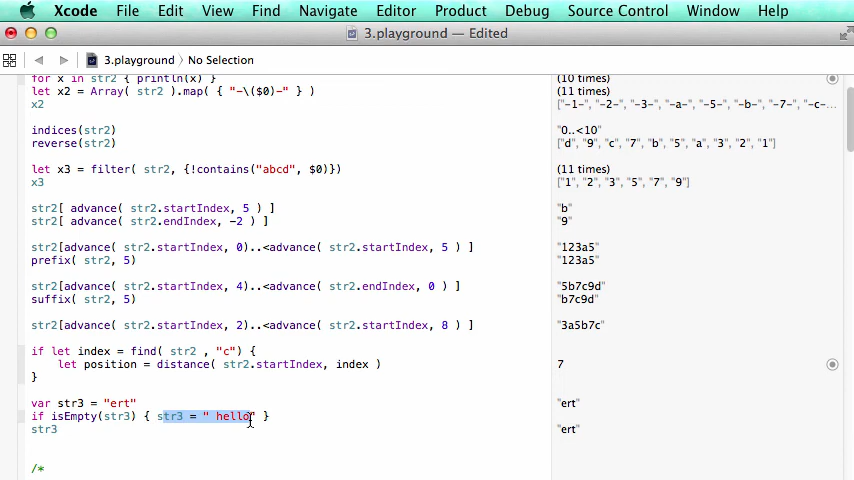 Xcode File Edit View Find Navigate Editor Product Debug Source Control Window Help
3.playground — Edited
3.playground 〉 No Selection
for x in str2 { println(x) } (10 times)
let x2 = Array( str2 ).map( { "-\($0)-" } ) (11 times)
x2 ["-1-", "-2-", "-3-", "-a-", "-5-", "-b-", "-7-", "-c-...
indices(str2) "0..<10"
reverse(str2) ["d", "9", "c", "7", "b", "5", "a", "3", "2", "1"]
let x3 = filter( str2, {!contains("abcd", $0)}) (11 times)
x3 ["1", "2", "3", "5", "7", "9"]
str2[ advance( str2.startIndex, 5 ) ] "b"
str2[ advance( str2.endIndex, -2 ) ] "9"
str2[advance( str2.startIndex, 0)..<advance( str2.startIndex, 5 ) ] "123a5"
prefix( str2, 5) "123a5"
str2[advance( str2.startIndex, 4)..<advance( str2.endIndex, 0 ) ] "5b7c9d"
suffix( str2, 5) "b7c9d"
str2[advance( str2.startIndex, 2)..<advance( str2.startIndex, 8 ) ] "3a5b7c"
if let index = find( str2 , "c") {
let position = distance( str2.startIndex, index ) 7
}
var str3 = "ert" "ert"
if isEmpty(str3) { str3 = " hello" }
str3 "ert"
/*